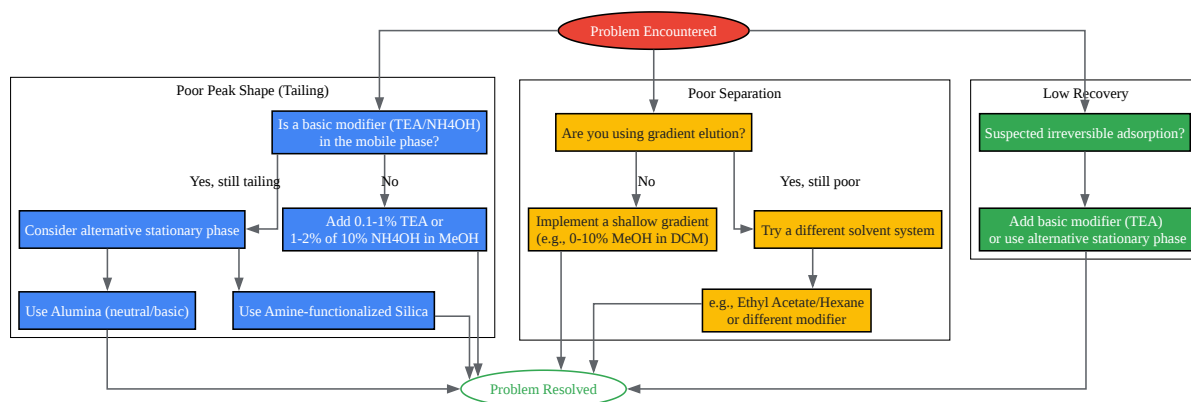 Problem Encountered
Poor Peak Shape (Tailing)
Is a basic modifier (TEA/NH4OH)
in the mobile phase?
Yes, still tailing
No
Consider alternative stationary phase
Add 0.1-1% TEA or
1-2% of 10% NH4OH in MeOH
Use Alumina (neutral/basic)
Use Amine-functionalized Silica
Poor Separation
Are you using gradient elution?
No
Yes, still poor
Implement a shallow gradient
(e.g., 0-10% MeOH in DCM)
Try a different solvent system
e.g., Ethyl Acetate/Hexane
or different modifier
Low Recovery
Suspected irreversible adsorption?
Add basic modifier (TEA)
or use alternative stationary phase
Problem Resolved